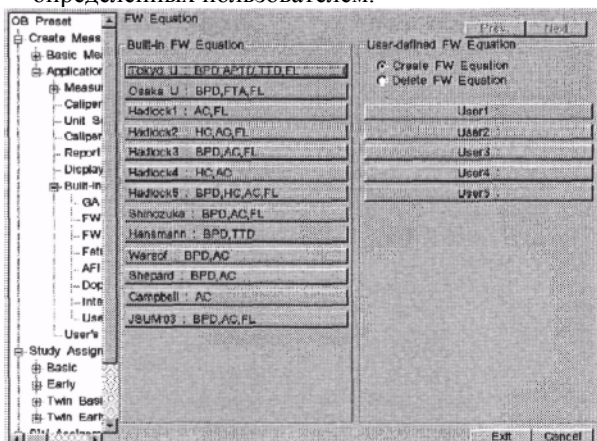 определенных пользователем.
OB Preset
Create Meas
Basic Mea
Application
Measu
Caliper
Unit S
Caliper
Report
Display
Built-in
GA
FW
FW
Fet
AFI
Dop
Inte
Use
User's
Study Assign
Basic
Early
Twin Basi
Twin Earl
FW Equation
Prev.
Next
Built-in FW Equation
Tokyo U : BPD,APTD,TTD,FL
Osaka U : BPD,FTA,FL
Hadlock1 : AC,FL
Hadlock2 : HC,AC,FL
Hadlock3 : BPD,AC,FL
Hadlock4 : HC,AC
Hadlock5 : BPD,HC,AC,FL
Shinozuka : BPD,AC,FL
Hansmann : BPD,TTD
Warsof : BPD,AC
Shepard : BPD,AC
Campbell : AC
JSUM'03 : BPD,AC,FL
User-defined FW Equation
Create FW Equation
Delete FW Equation
User1 :
User2 :
User3 :
User4 :
User5 :
Exit
Cancel